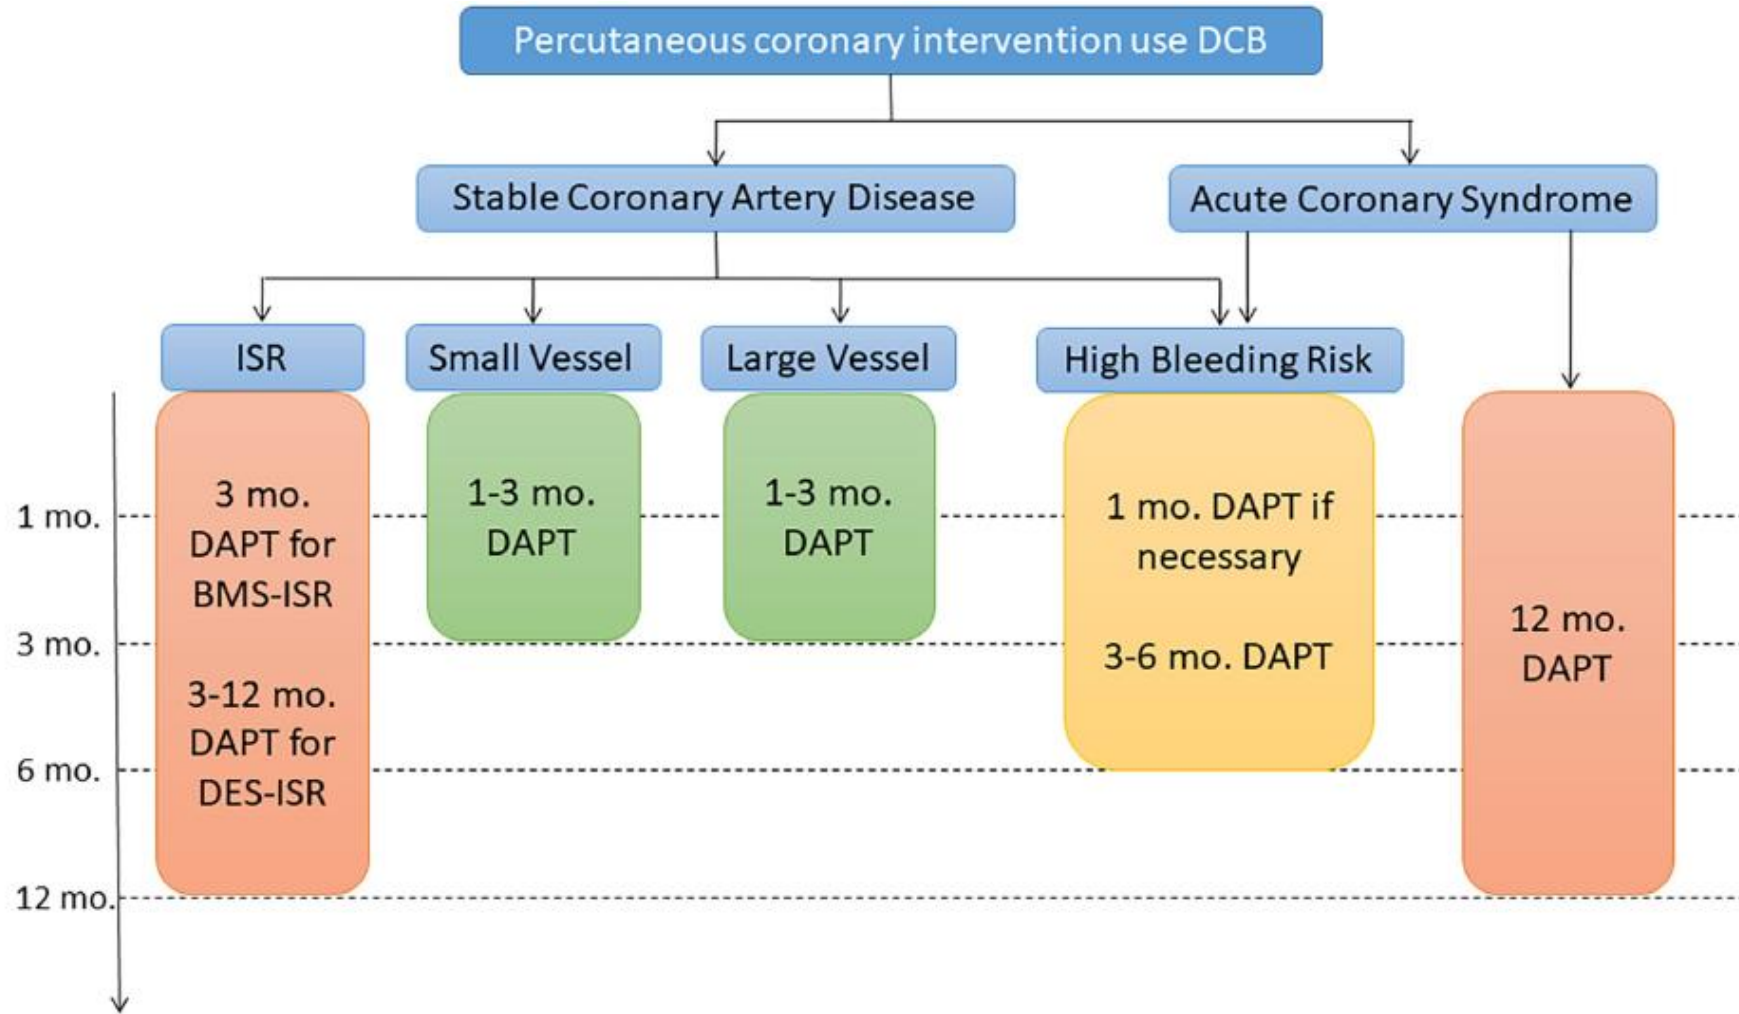 Percutaneous coronary intervention use DCB
Stable Coronary Artery Disease
Acute Coronary Syndrome
ISR
Small Vessel
Large Vessel
High Bleeding Risk
3 mo.
DAPT for
BMS-ISR
3-12 mo.
DAPT for
DES-ISR
1-3 mo.
DAPT
1-3 mo.
DAPT
1 mo. DAPT if
necessary
3-6 mo. DAPT
12 mo.
DAPT
1 mo.
3 mo.
6 mo.
12 mo.